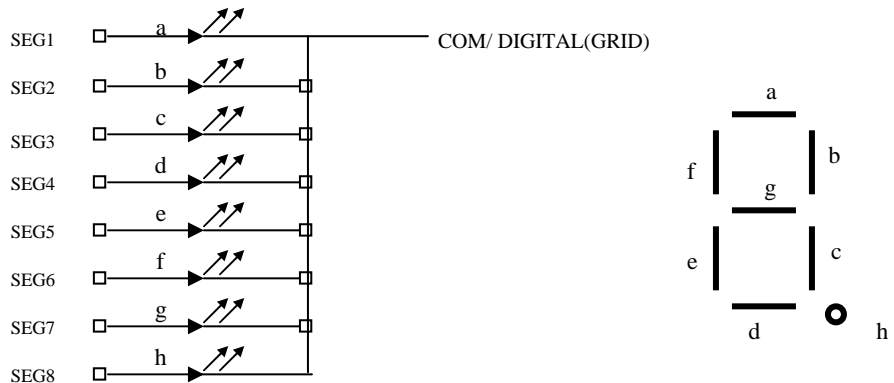 SEG1 a COM/ DIGITAL(GRID)
SEG2 b
SEG3 c
SEG4 d
SEG5 e
SEG6 f
SEG7 g
SEG8 h
a
f b
g
e c
d h